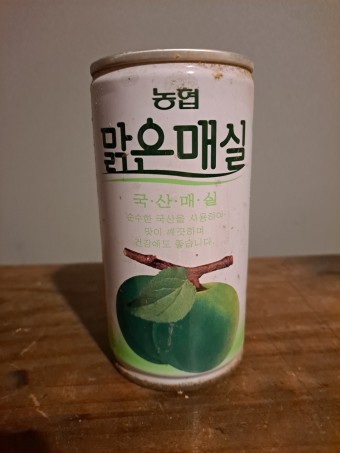 농협
맑은매실
국·산·매·실
순수한 국산을 사용하여
맛이 깨끗하며
건강에도 좋습니다.